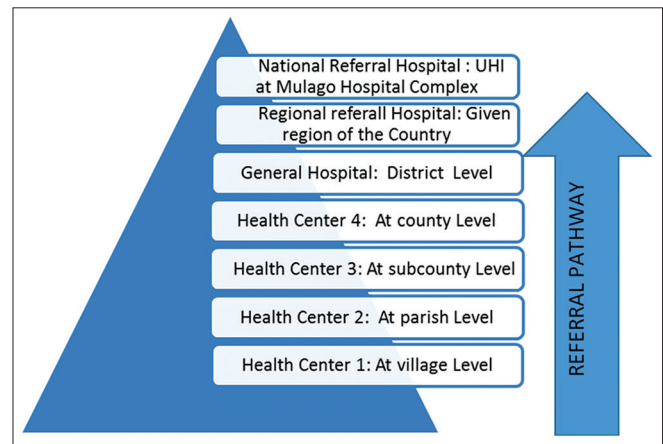 National Referral Hospital : UHI
at Mulago Hospital Complex
Regional referall Hospital: Given
region of the Country
General Hospital: District Level
Health Center 4: At county Level
Health Center 3: At subcounty Level
Health Center 2: At parish Level
Health Center 1: At village Level
REFERRAL PATHWAY